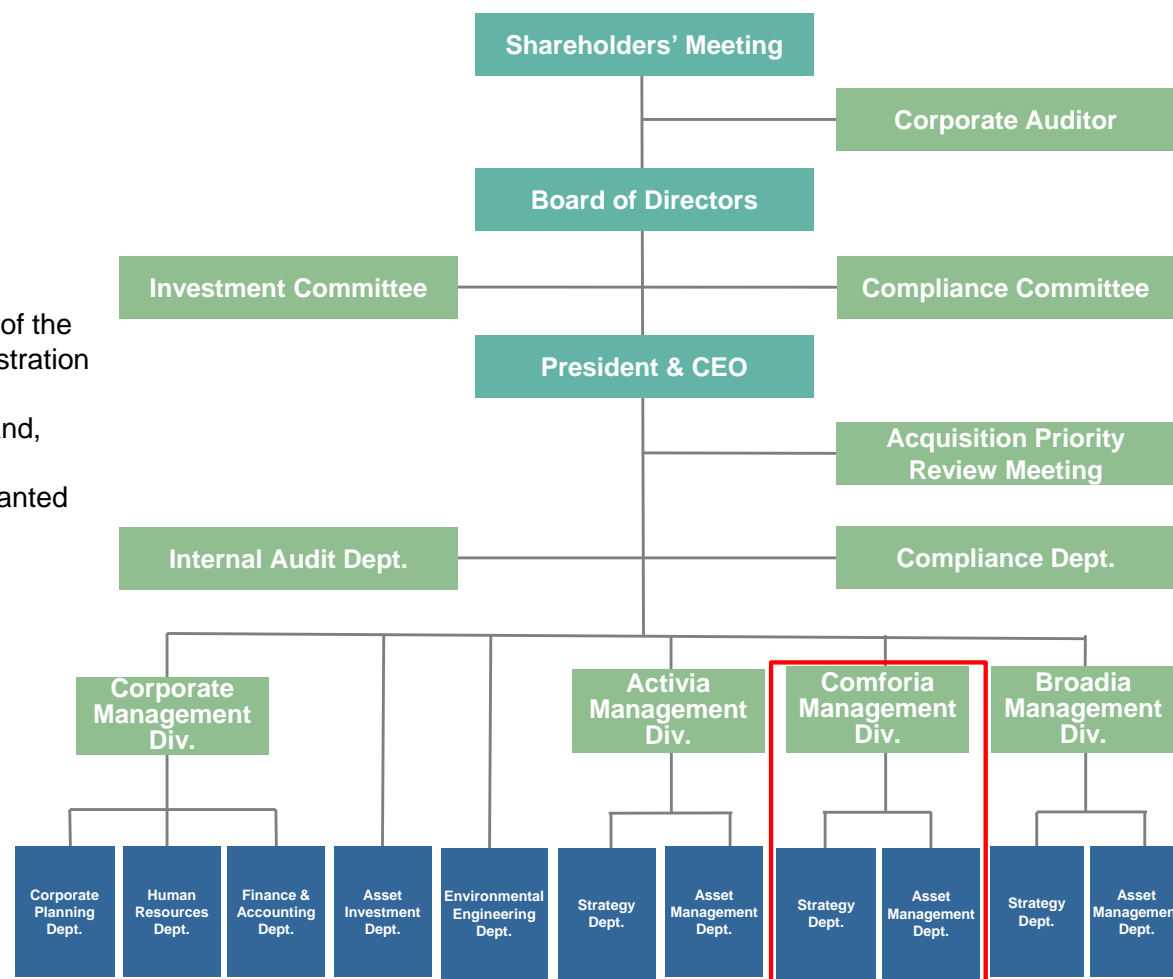 Shareholders’ Meeting
Corporate Auditor
Board of Directors
Investment Committee
Compliance Committee
of the
stration
President & CEO
and,
Acquisition Priority
Review Meeting
anted
Internal Audit Dept.
Compliance Dept.
Corporate
Management
Div.
Activia
Management
Div.
Comforia
Management
Div.
Broadia
Management
Div.
Corporate
Planning
Dept.
Human
Resources
Dept.
Finance &
Accounting
Dept.
Asset
Investment
Dept.
Environmental
Engineering
Dept.
Strategy
Dept.
Asset
Management
Dept.
Strategy
Dept.
Asset
Management
Dept.
Strategy
Dept.
Asset
Management
Dept.